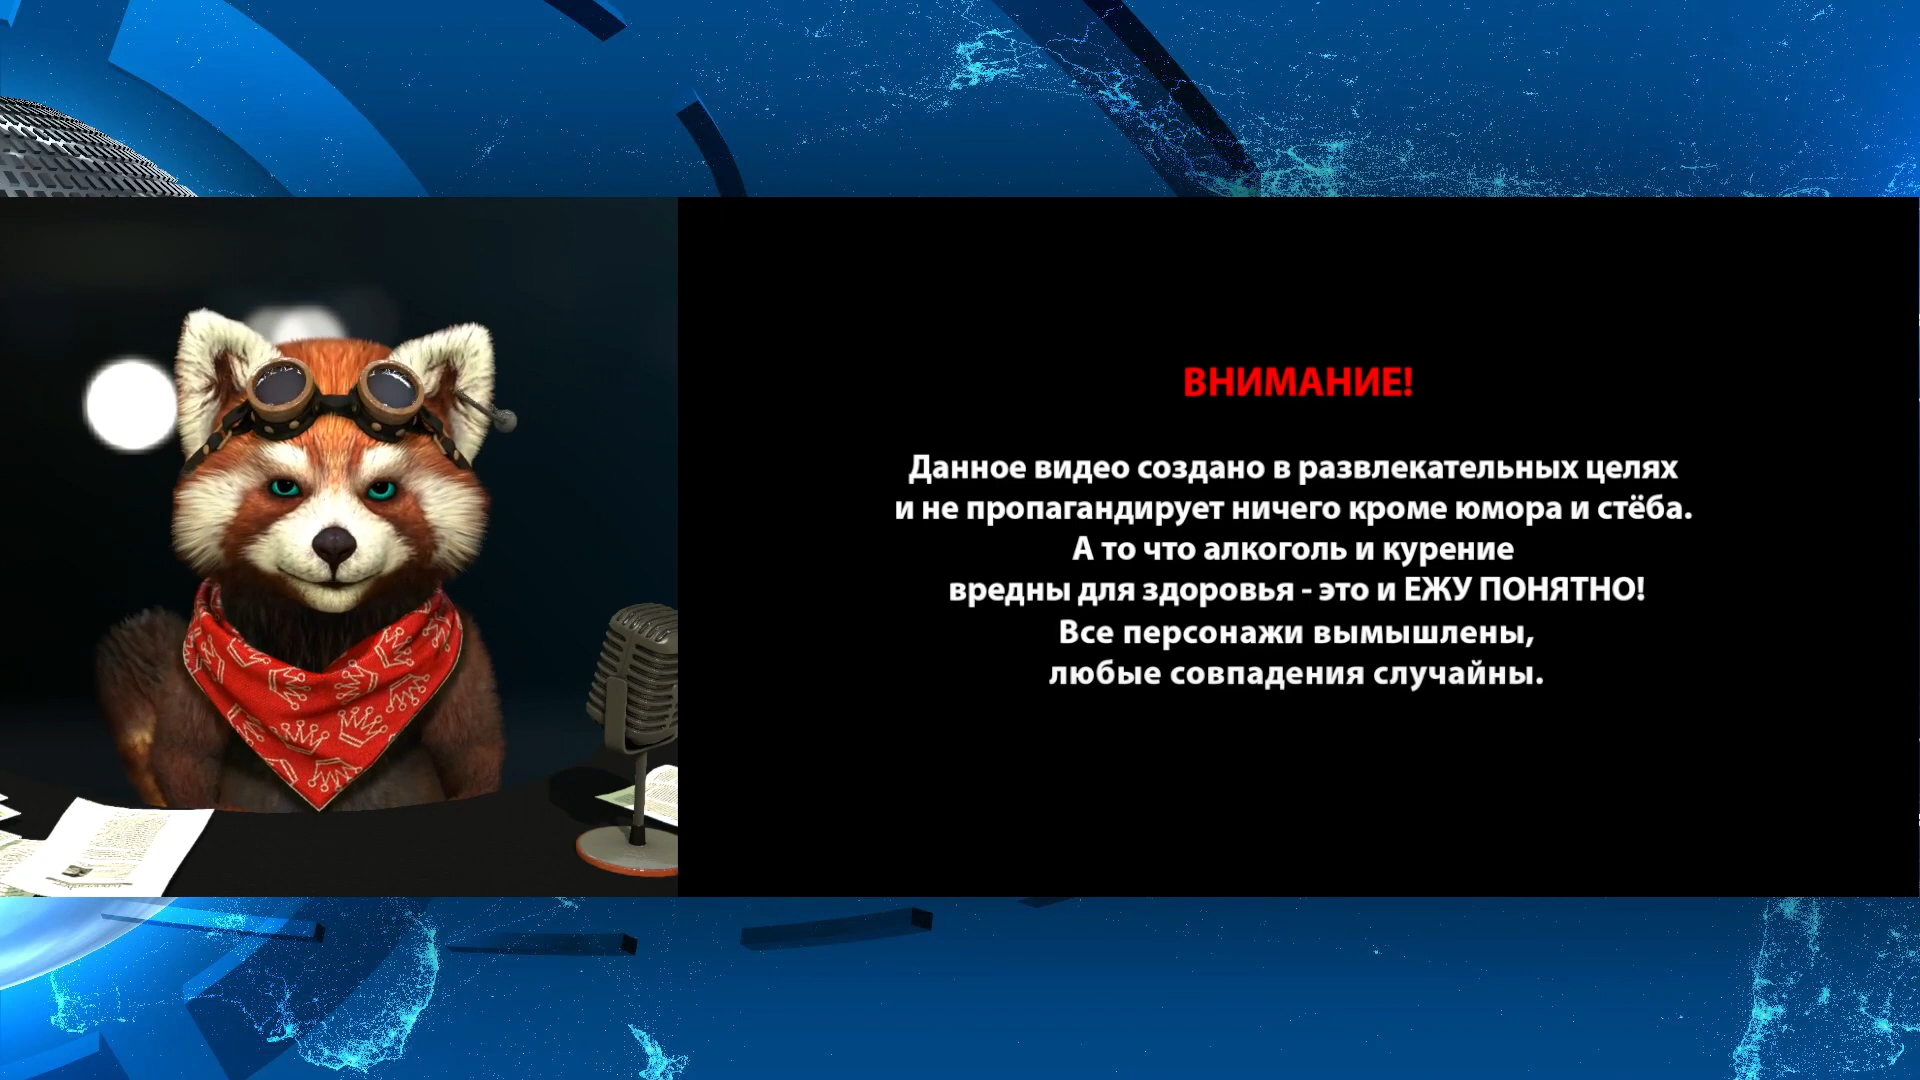 ВНИМАНИЕ!
Данное видео создано в развлекательных целях
и не пропагандирует ничего кроме юмора и стёба.
А то что алкоголь и курение
вредны для здоровья - это и ЕЖУ ПОНЯТНО!
Все персонажи вымышлены,
любые совпадения случайны.